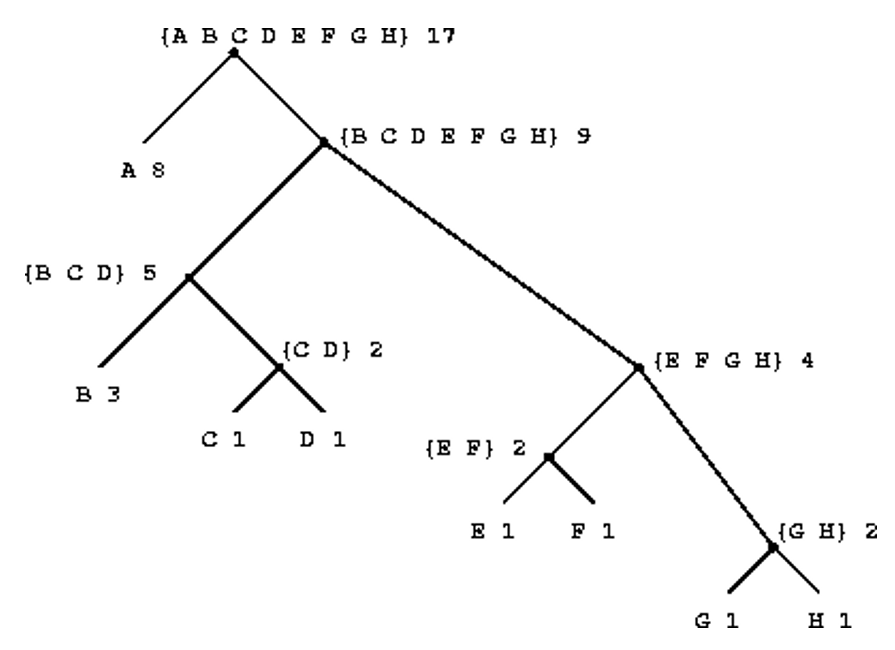 {A B C D E F G H} 17
{B C D E F G H} 9
A 8
{B C D} 5
{C D} 2
{E F G H} 4
B 3
C 1 D 1
{E F} 2
E 1 F 1
{G H} 2
G 1 H 1